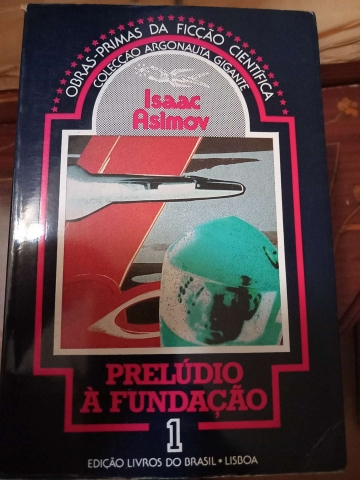 OBRAS-PRIMAS DA FICÇÃO CIENTÍFICA
COLECÇÃO ARGONAUTA GIGANTE
Isaac
Asimov
PRELÚDIO
À FUNDAÇÃO
1
EDIÇÃO LIVROS DO BRASIL • LISBOA